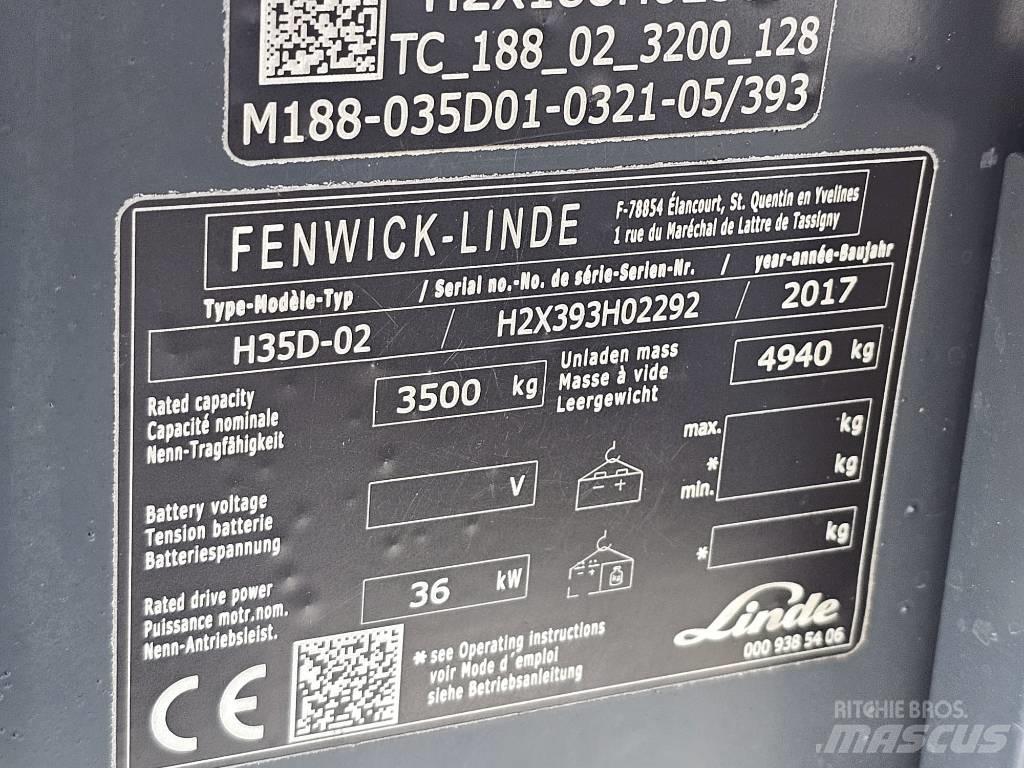 TC_188_02_3200_128
M188-035D01-0321-05/393
FENWICK-LINDE
F-78854 Élancourt, St. Quentin en Yvelines
1 rue du Maréchal de Lattre de Tassigny
Type-Modèle-Typ / Serial no.-No. de série-Serien-Nr. / year-année-Baujahr
H35D-02 / H2X393H02292 / 2017
Rated capacity
Capacité nominale
Nenn-Tragfähigkeit
3500 kg
Unladen mass
Masse à vide
Leergewicht
4940 kg
Battery voltage
Tension batterie
Batteriespannung
V
- +
max. kg
*
min. kg
Rated drive power
Puissance motr.nom.
Nenn-Antriebsleist.
36 kW
kg
* kg
CE
* see Operating instructions
voir Mode d'emploi
siehe Betriebsanleitung
Linde
000 938 54 06
RITCHIE BROS.
MASCUS